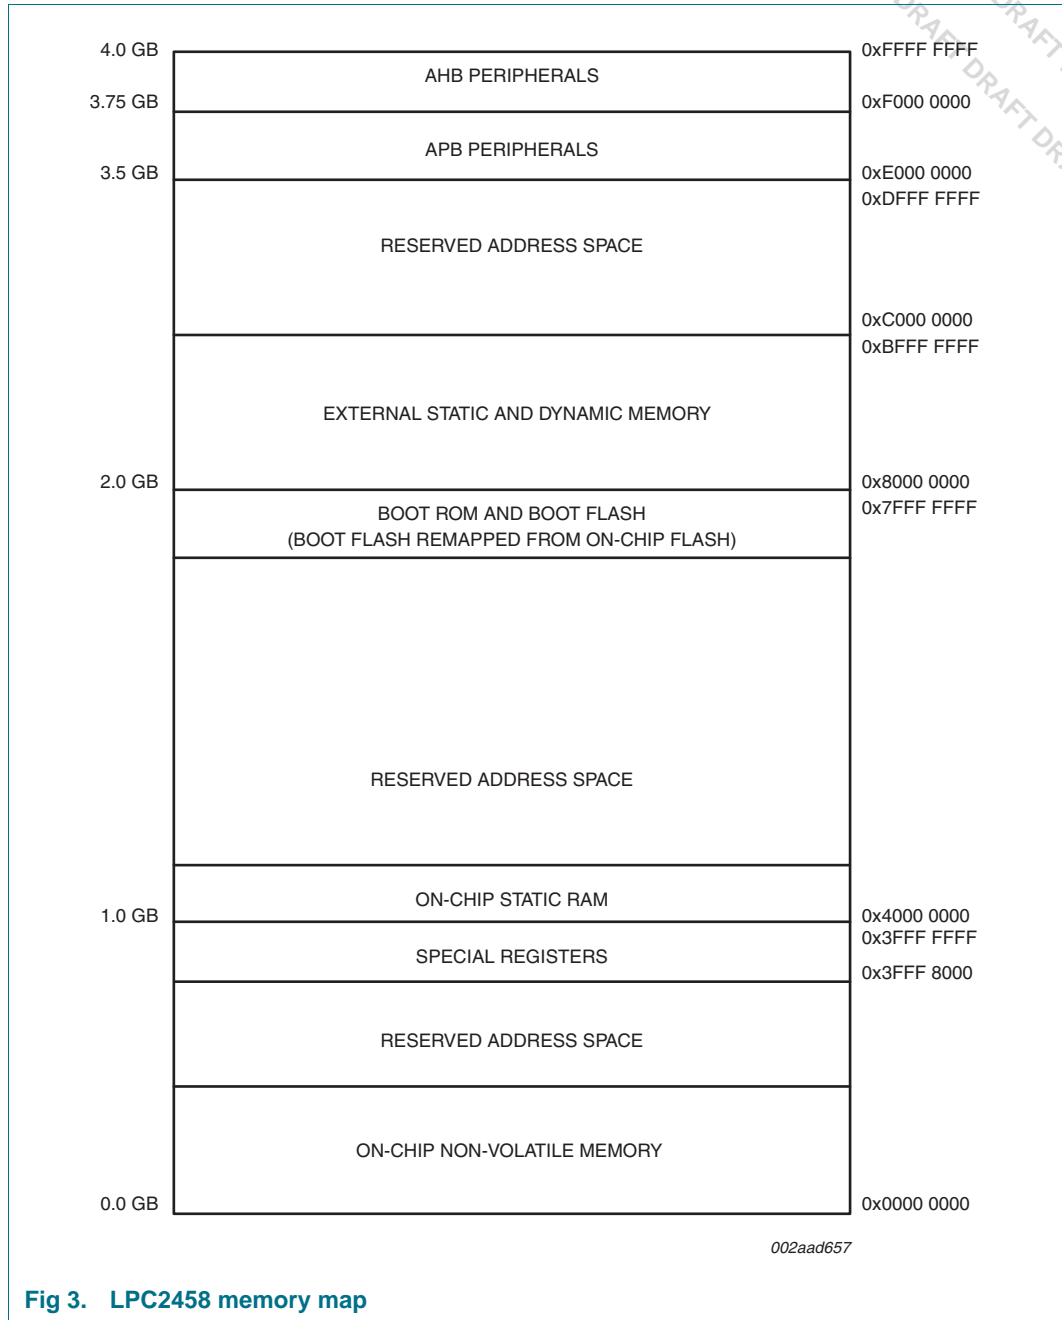 DRAFT DRAFT DRAFT
DRAFT
4.0 GB 0xFFFF FFFF
AHB PERIPHERALS
3.75 GB 0xF000 0000
APB PERIPHERALS
3.5 GB 0xE000 0000
0xDFFF FFFF
RESERVED ADDRESS SPACE
0xC000 0000
0xBFFF FFFF
EXTERNAL STATIC AND DYNAMIC MEMORY
2.0 GB 0x8000 0000
BOOT ROM AND BOOT FLASH 0x7FFF FFFF
(BOOT FLASH REMAPPED FROM ON-CHIP FLASH)
RESERVED ADDRESS SPACE
ON-CHIP STATIC RAM
1.0 GB 0x4000 0000
0x3FFF FFFF
SPECIAL REGISTERS
0x3FFF 8000
RESERVED ADDRESS SPACE
ON-CHIP NON-VOLATILE MEMORY
0.0 GB 0x0000 0000
002aad657
Fig 3. LPC2458 memory map